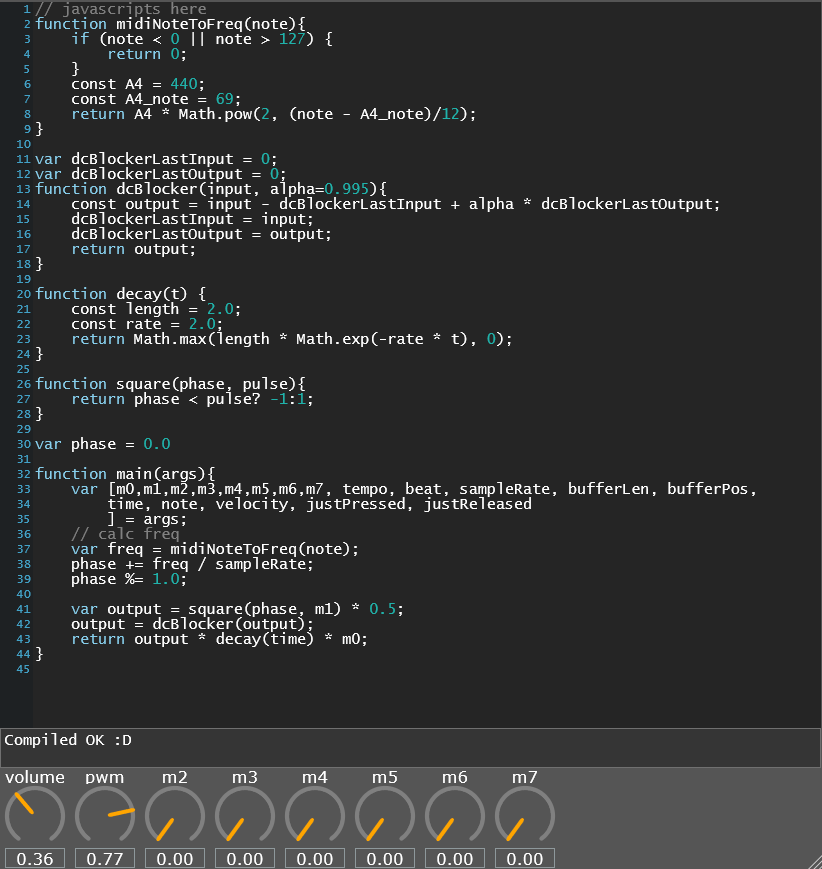 1 // javascripts here
2 function midiNoteToFreq(note){
3     if (note < 0 || note > 127) {
4         return 0;
5     }
6     const A4 = 440;
7     const A4_note = 69;
8     return A4 * Math.pow(2, (note - A4_note)/12);
9 }
10
11 var dcBlockerLastInput = 0;
12 var dcBlockerLastOutput = 0;
13 function dcBlocker(input, alpha=0.995){
14     const output = input - dcBlockerLastInput + alpha * dcBlockerLastOutput;
15     dcBlockerLastInput = input;
16     dcBlockerLastOutput = output;
17     return output;
18 }
19
20 function decay(t) {
21     const length = 2.0;
22     const rate = 2.0;
23     return Math.max(length * Math.exp(-rate * t), 0);
24 }
25
26 function square(phase, pulse){
27     return phase < pulse? -1:1;
28 }
29
30 var phase = 0.0
31
32 function main(args){
33     var [m0,m1,m2,m3,m4,m5,m6,m7, tempo, beat, sampleRate, bufferLen, bufferPos,
34         time, note, velocity, justPressed, justReleased
35         ] = args;
36     // calc freq
37     var freq = midiNoteToFreq(note);
38     phase += freq / sampleRate;
39     phase %= 1.0;
40
41     var output = square(phase, m1) * 0.5;
42     output = dcBlocker(output);
43     return output * decay(time) * m0;
44 }
45
Compiled OK :D
volume pwm m2 m3 m4 m5 m6 m7
0.36 0.77 0.00 0.00 0.00 0.00 0.00 0.00